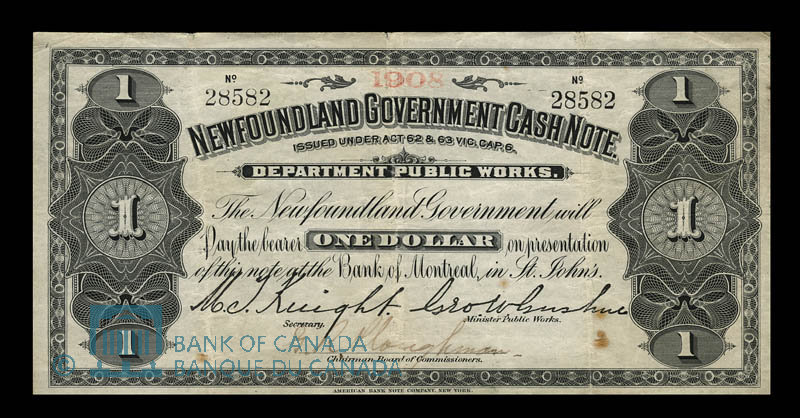 1 1
Nº 1908 Nº
28582 28582
NEWFOUNDLAND GOVERNMENT CASH NOTE.
ISSUED UNDER ACT 62 & 63 VIC. CAP. 6.
DEPARTMENT PUBLIC WORKS.
The Newfoundland Government will
1 1
Pay the bearer ONE DOLLAR on presentation
of this note at the Bank of Montreal, in St. John's.
Secretary. Minister Public Works.
1 1
Chairman Board of Commissioners.
© BANK OF CANADA
BANQUE DU CANADA
AMERICAN BANK NOTE COMPANY, NEW YORK.